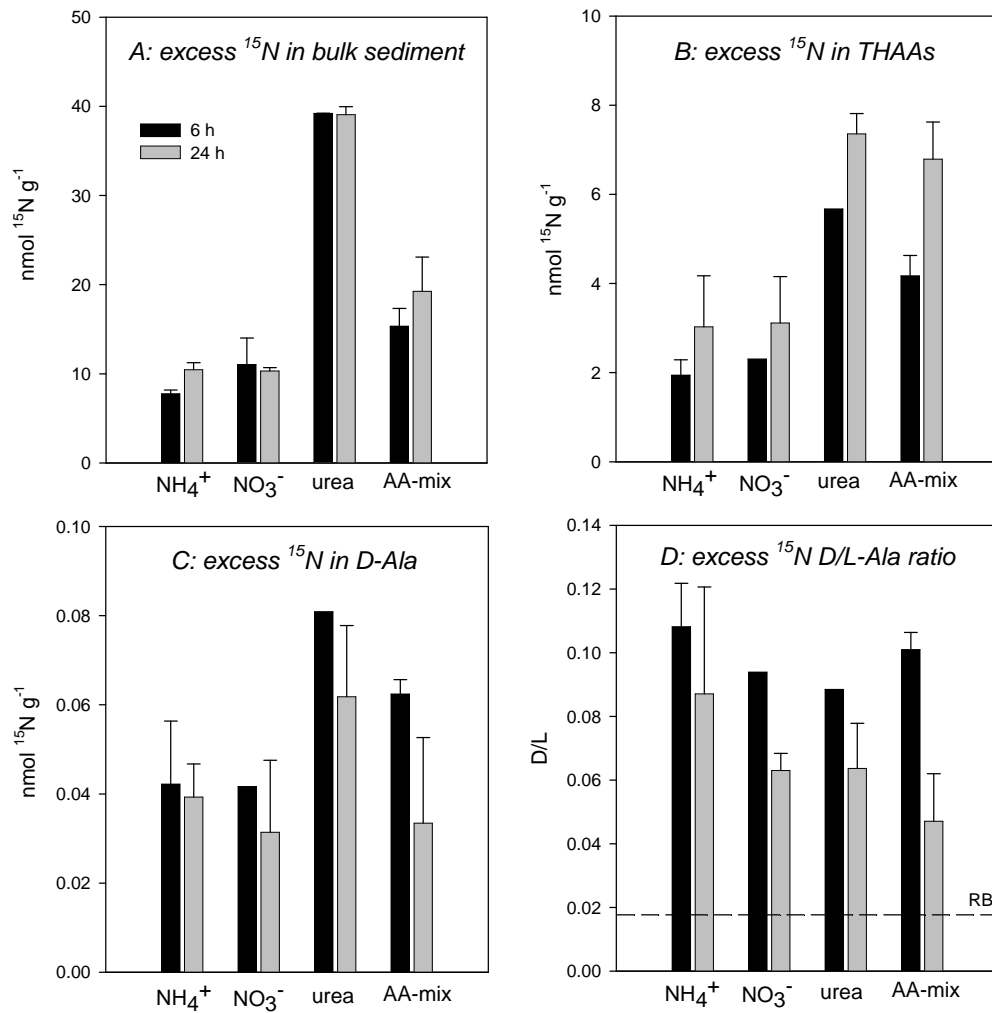 A: excess ¹⁵N in bulk sediment
50
40
30
20
10
0
nmol ¹⁵N g⁻¹
6 h
24 h
NH₄⁺ NO₃⁻ urea AA-mix
B: excess ¹⁵N in THAAs
10
8
6
4
2
0
nmol ¹⁵N g⁻¹
NH₄⁺ NO₃⁻ urea AA-mix
C: excess ¹⁵N in D-Ala
0.10
0.08
0.06
0.04
0.02
0.00
nmol ¹⁵N g⁻¹
NH₄⁺ NO₃⁻ urea AA-mix
D: excess ¹⁵N D/L-Ala ratio
0.14
0.12
0.10
0.08
0.06
0.04
0.02
0.00
D/L
RB
NH₄⁺ NO₃⁻ urea AA-mix